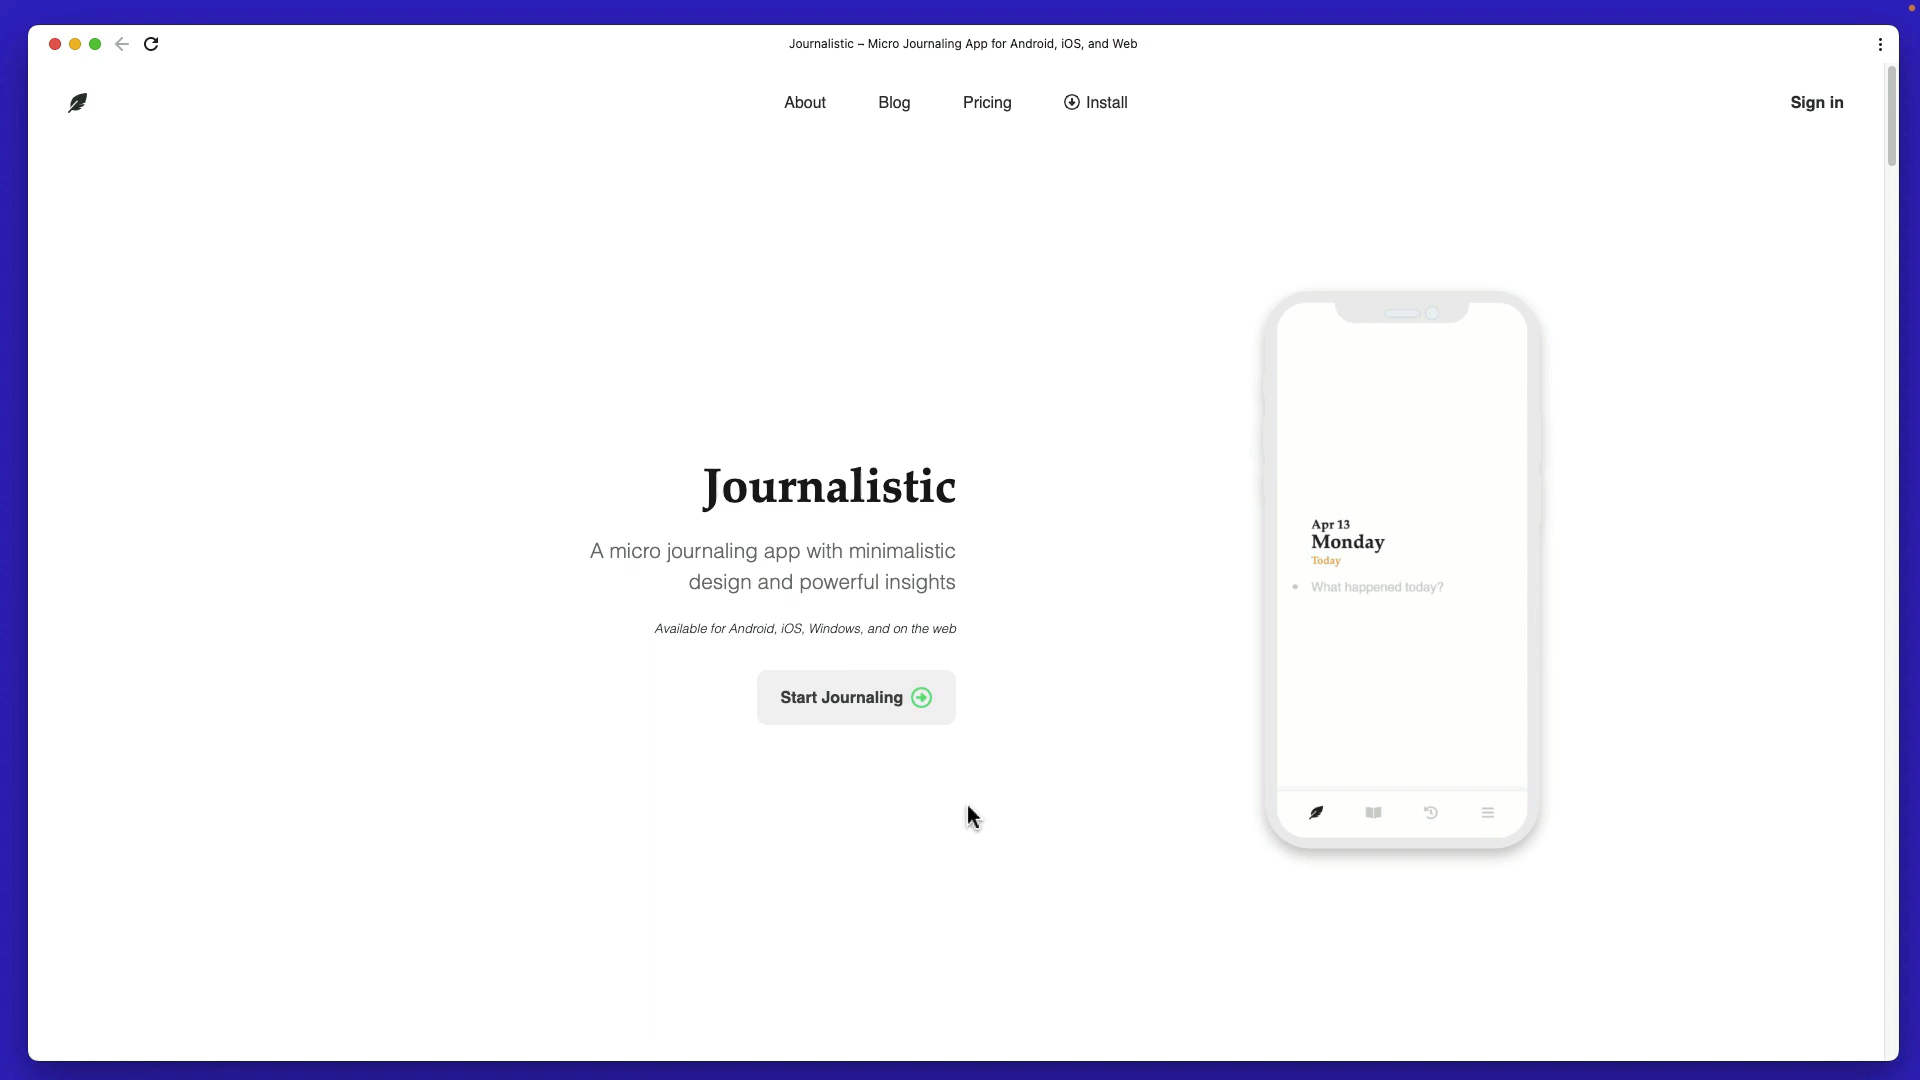 Journalistic – Micro Journaling App for Android, iOS, and Web
About
Blog
Pricing
Install
Sign in
Journalistic
A micro journaling app with minimalistic
design and powerful insights
Available for Android, iOS, Windows, and on the web
Start Journaling
Apr 13
Monday
Today
What happened today?